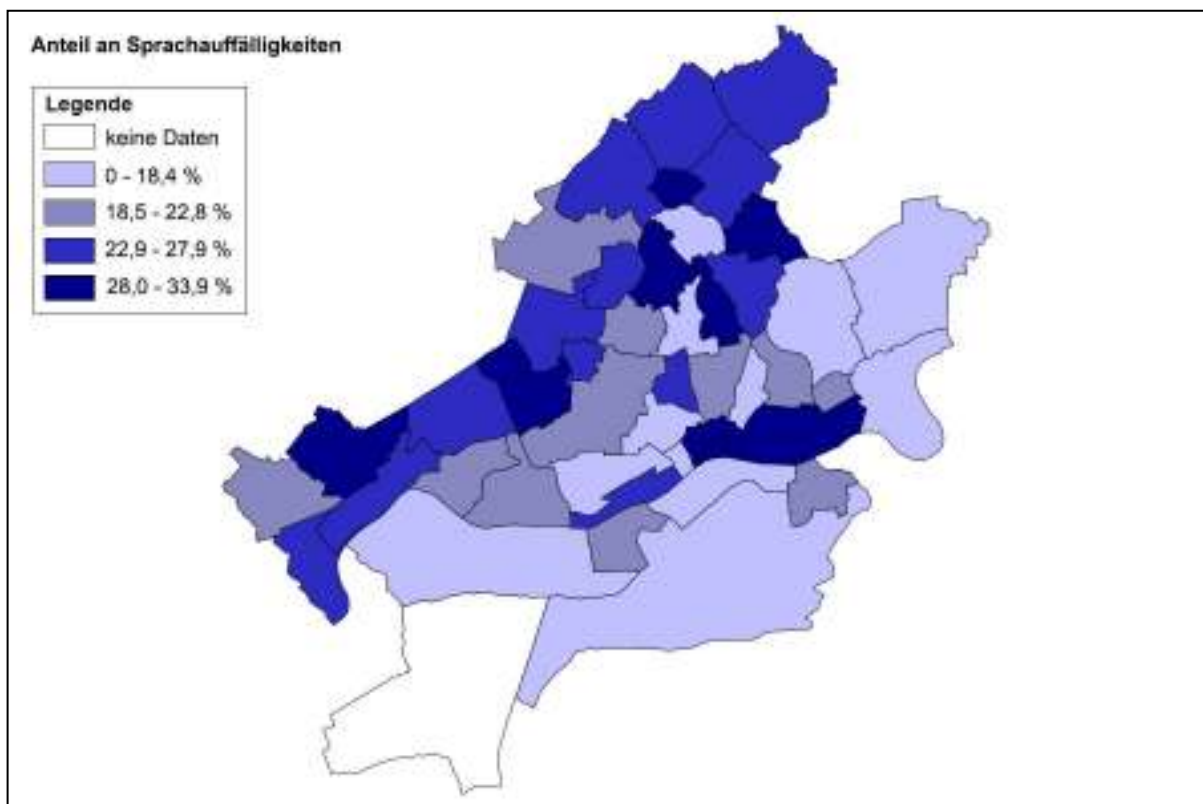 Anteil an Sprachauffälligkeiten
Legende
keine Daten
0 - 18,4 %
18,5 - 22,8 %
22,9 - 27,9 %
28,0 - 33,9 %